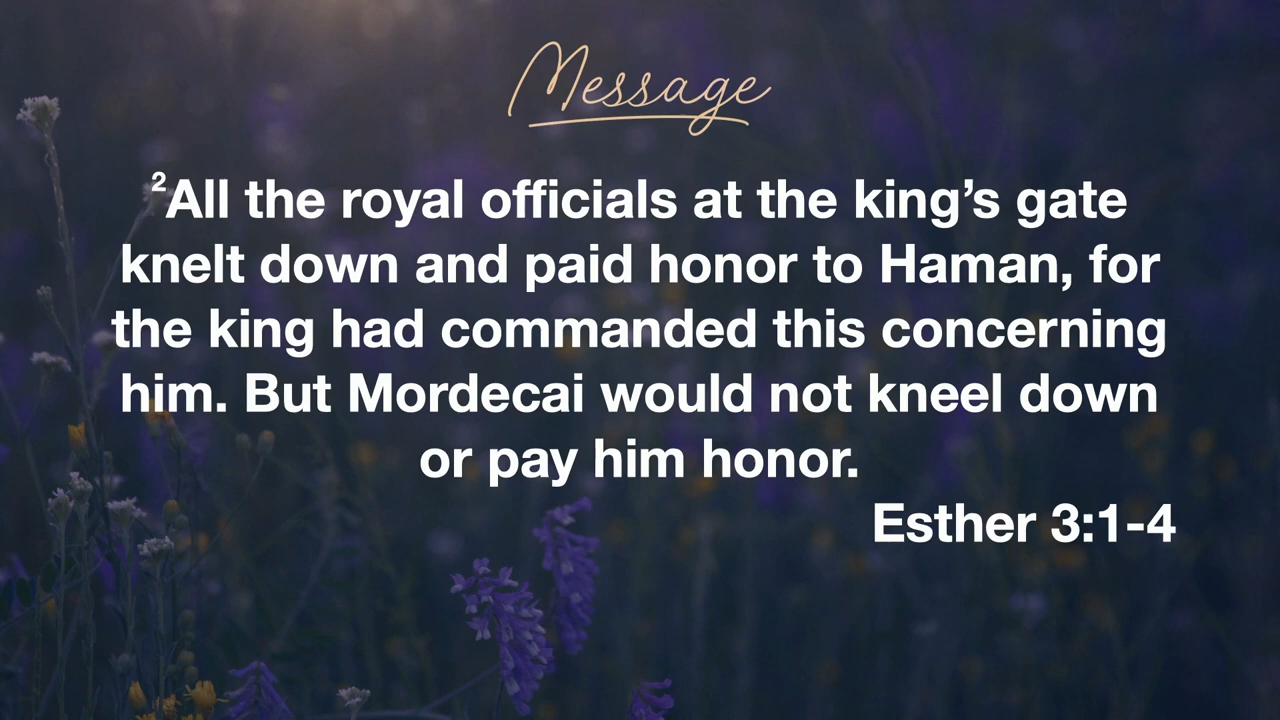 Message
²All the royal officials at the king’s gate
knelt down and paid honor to Haman, for
the king had commanded this concerning
him. But Mordecai would not kneel down
or pay him honor.
Esther 3:1-4